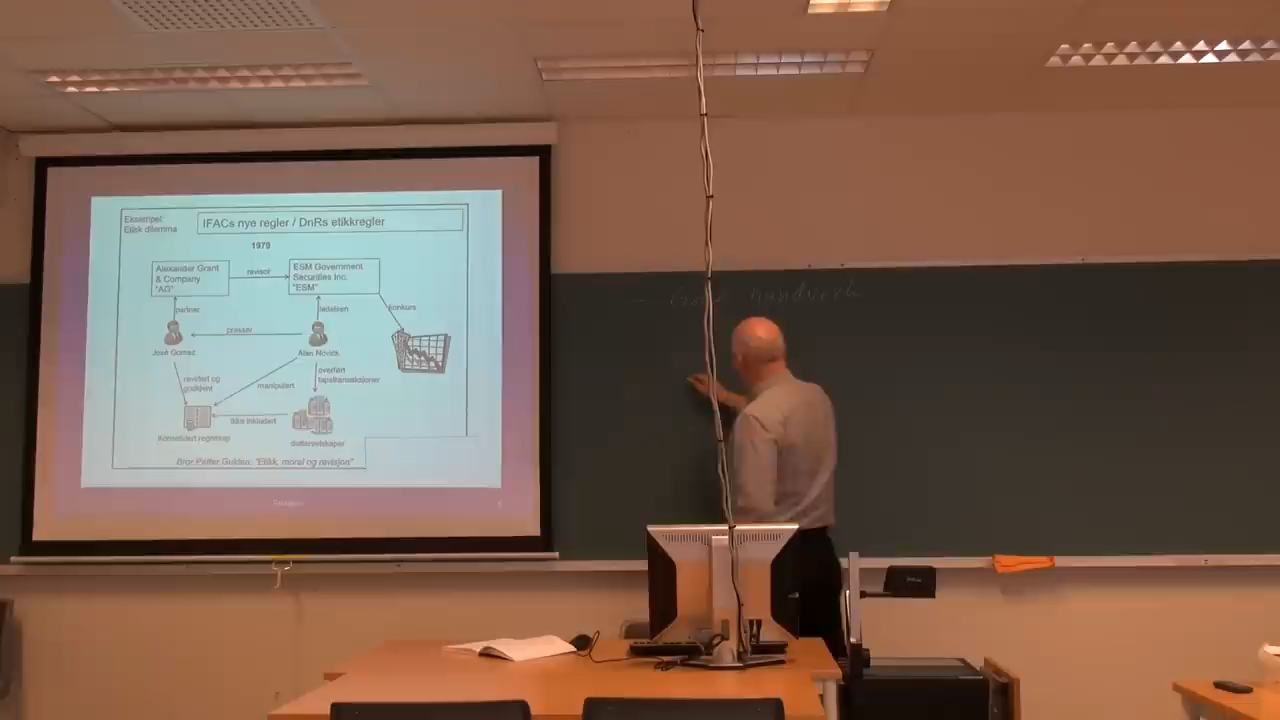 Eksempel:
Etisk dilemma
IFACs nye regler / DnRs etikkregler
1979
Alexander Grant
& Company
"AG"
revisor
ESM Government
Securities Inc.
"ESM"
partner
ledelsen
konkurs
José Gomez
pressur
Alan Novick
revidert og
godkjent
manipulert
overført
tapstransaksjoner
Konsolidert regnskap
Ikke inkludert
datterselskaper
Bror Petter Gulden: "Etikk, moral og revisjon"